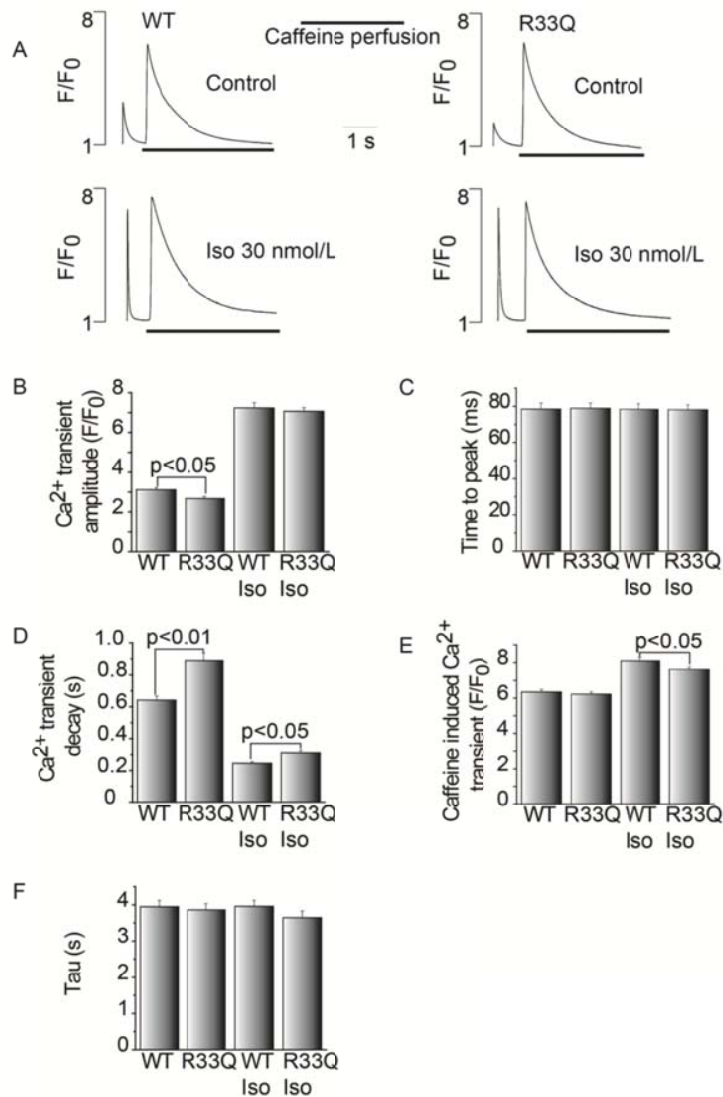 A
WT
Caffeine perfusion
R33Q
8
F/F0
1
Control
1 s
8
F/F0
1
Control
8
F/F0
1
Iso 30 nmol/L
8
F/F0
1
Iso 30 nmol/L
B
Ca2+ transient
amplitude (F/F0)
8
6
4
2
0
p<0.05
WT R33Q WT R33Q
Iso Iso
C
Time to peak (ms)
80
60
40
20
0
WT R33Q WT R33Q
Iso Iso
D
Ca2+ transient
decay (s)
1.0
0.8
0.6
0.4
0.2
0
p<0.01
p<0.05
WT R33Q WT R33Q
Iso Iso
E
Caffeine induced Ca2+
transient (F/F0)
8
6
4
2
0
p<0.05
WT R33Q WT R33Q
Iso Iso
F
Tau (s)
4
3
2
1
0
WT R33Q WT R33Q
Iso Iso